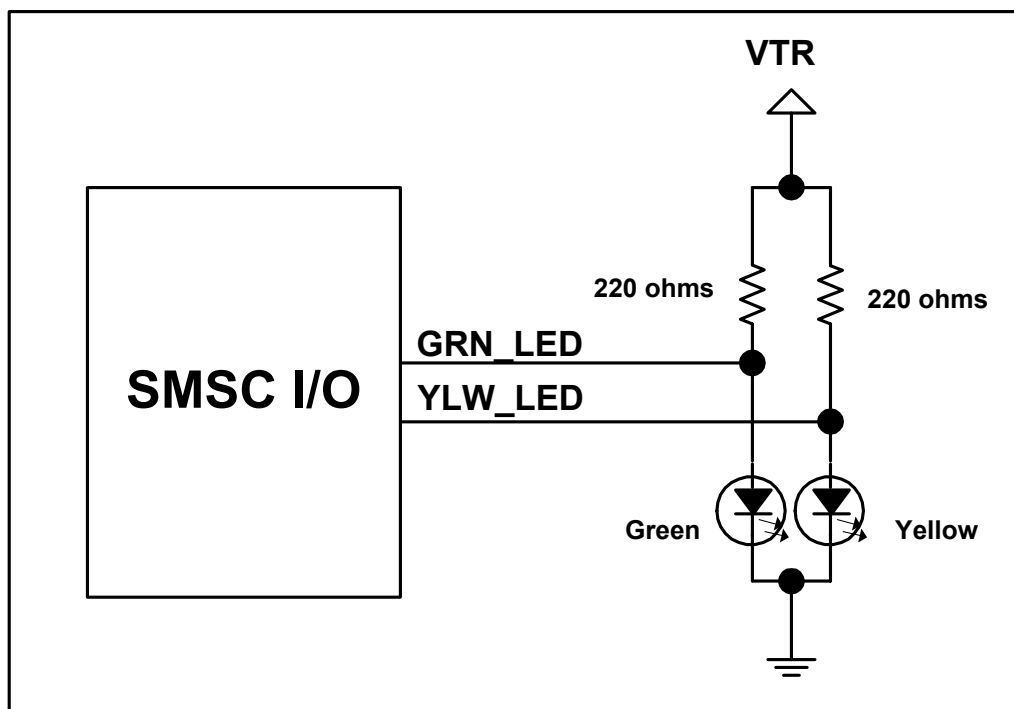 VTR
220 ohms
220 ohms
GRN_LED
SMSC I/O
YLW_LED
Green
Yellow